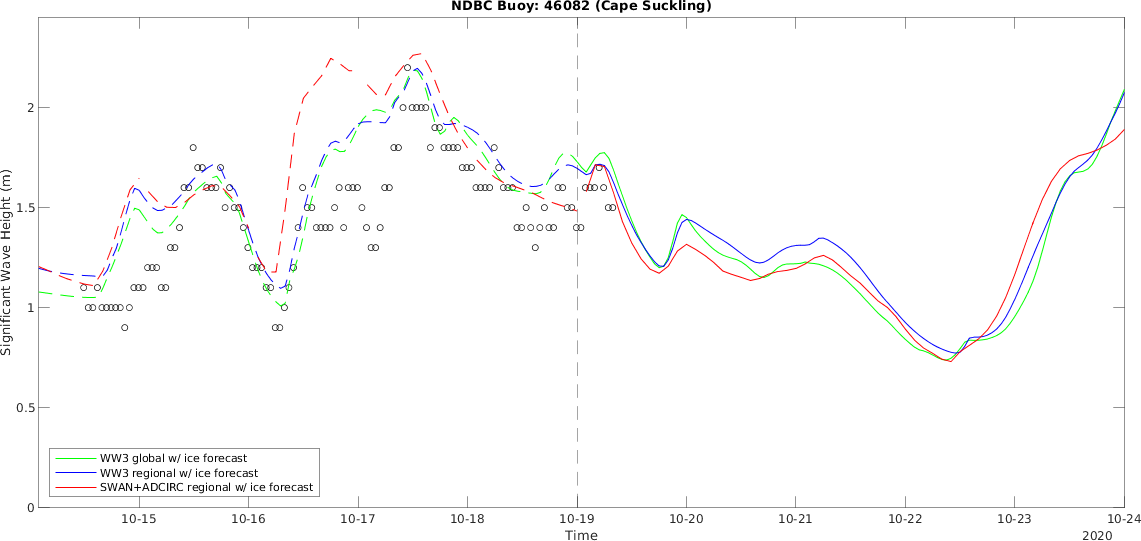 NDBC Buoy: 46082 (Cape Suckling)
Significant Wave Height (m)
2
1.5
1
0.5
0
WW3 global w/ ice forecast
WW3 regional w/ ice forecast
SWAN+ADCIRC regional w/ ice forecast
10-15 10-16 10-17 10-18 10-19 10-20 10-21 10-22 10-23 10-24
Time
2020